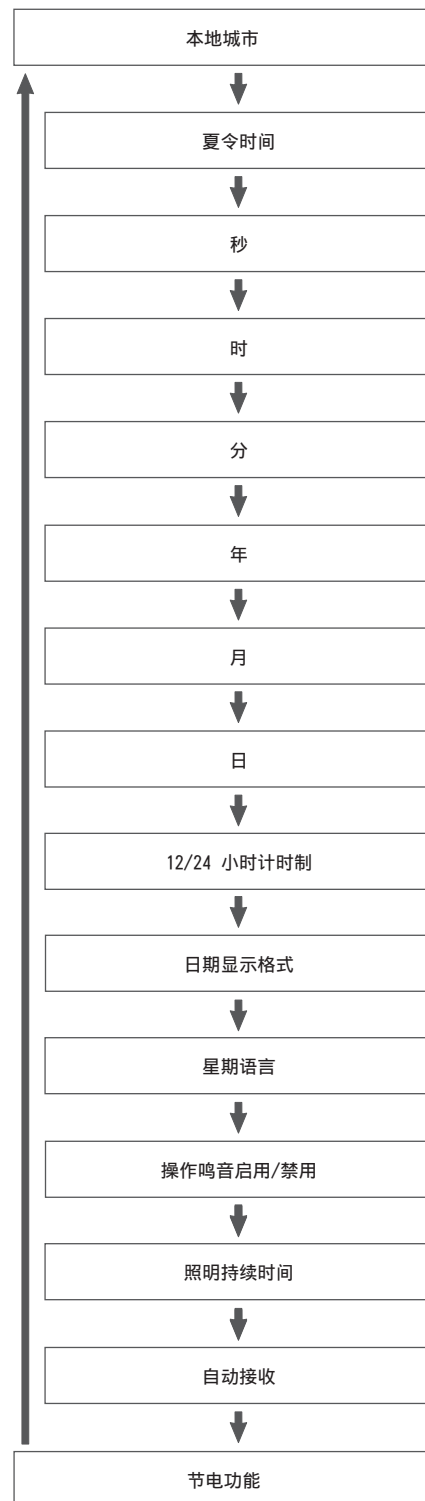 本地城市
夏令时间
秒
时
分
年
月
日
12/24 小时计时制
日期显示格式
星期语言
操作鸣音启用/禁用
照明持续时间
自动接收
节电功能